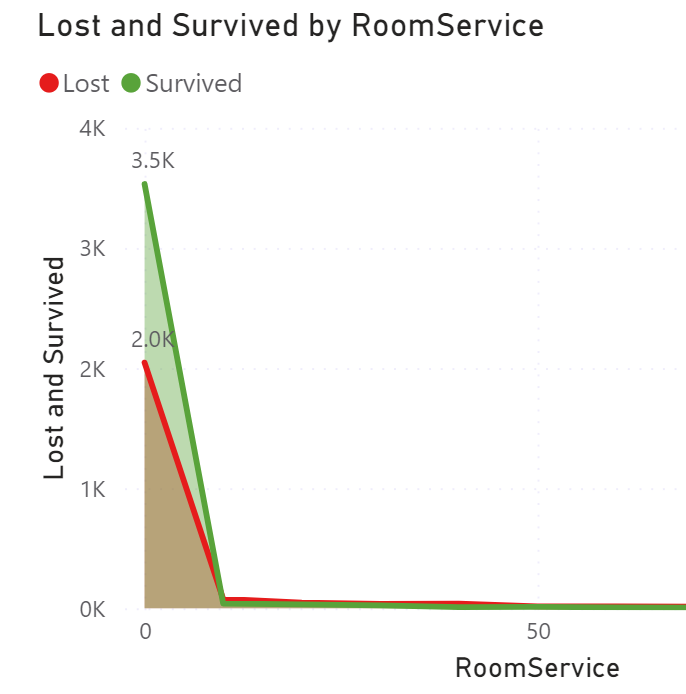 Lost and Survived by RoomService
Lost Survived
4K
3.5K
3K
2.0K
2K
1K
0K
0 50
Lost and Survived
RoomService